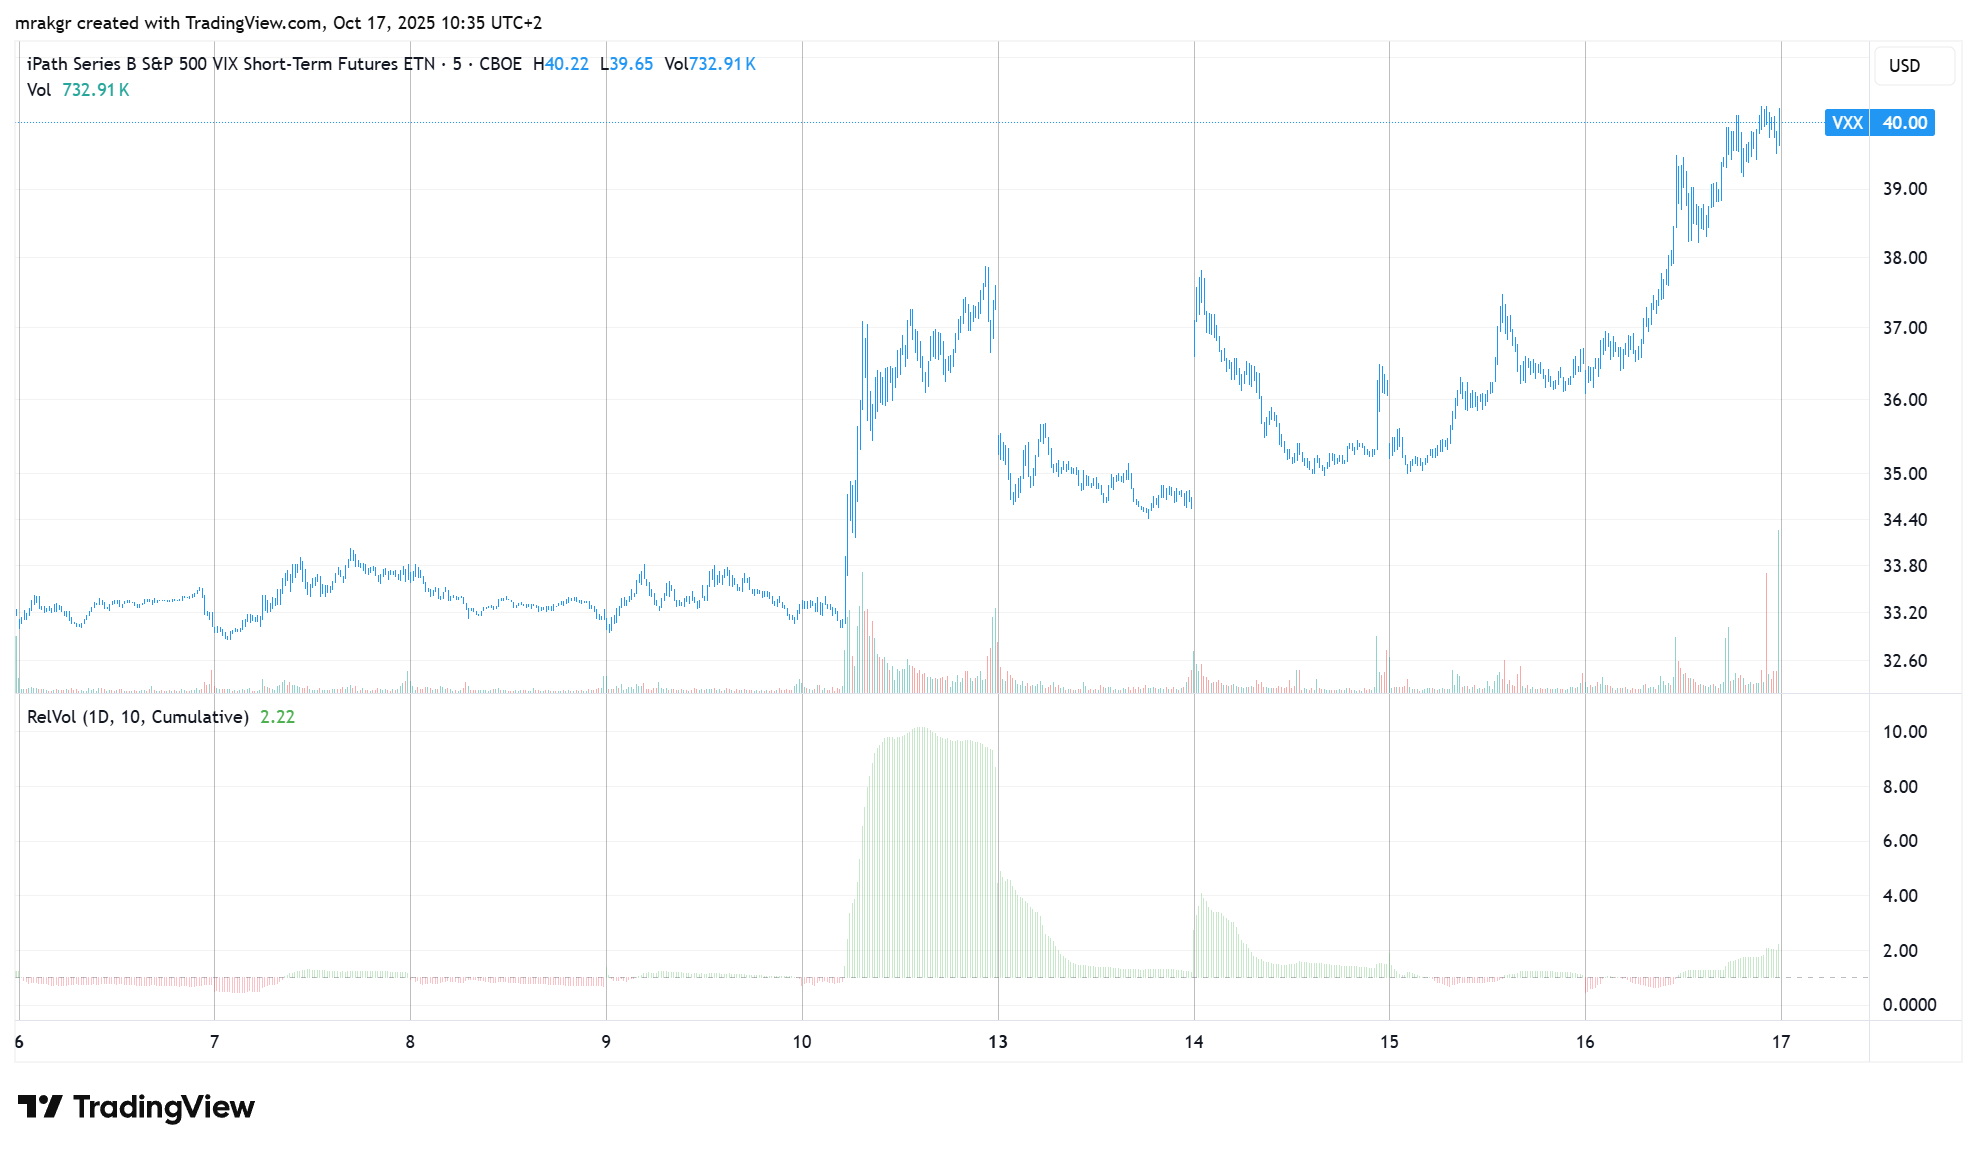 mrakgr created with TradingView.com, Oct 17, 2025 10:35 UTC+2
iPath Series B S&P 500 VIX Short-Term Futures ETN · 5 · CBOE H40.22 L39.65 Vol732.91 K
Vol 732.91 K
USD
VXX 40.00
39.00
38.00
37.00
36.00
35.00
34.40
33.80
33.20
32.60
RelVol (1D, 10, Cumulative) 2.22
10.00
8.00
6.00
4.00
2.00
0.0000
6 7 8 9 10 13 14 15 16 17
TradingView